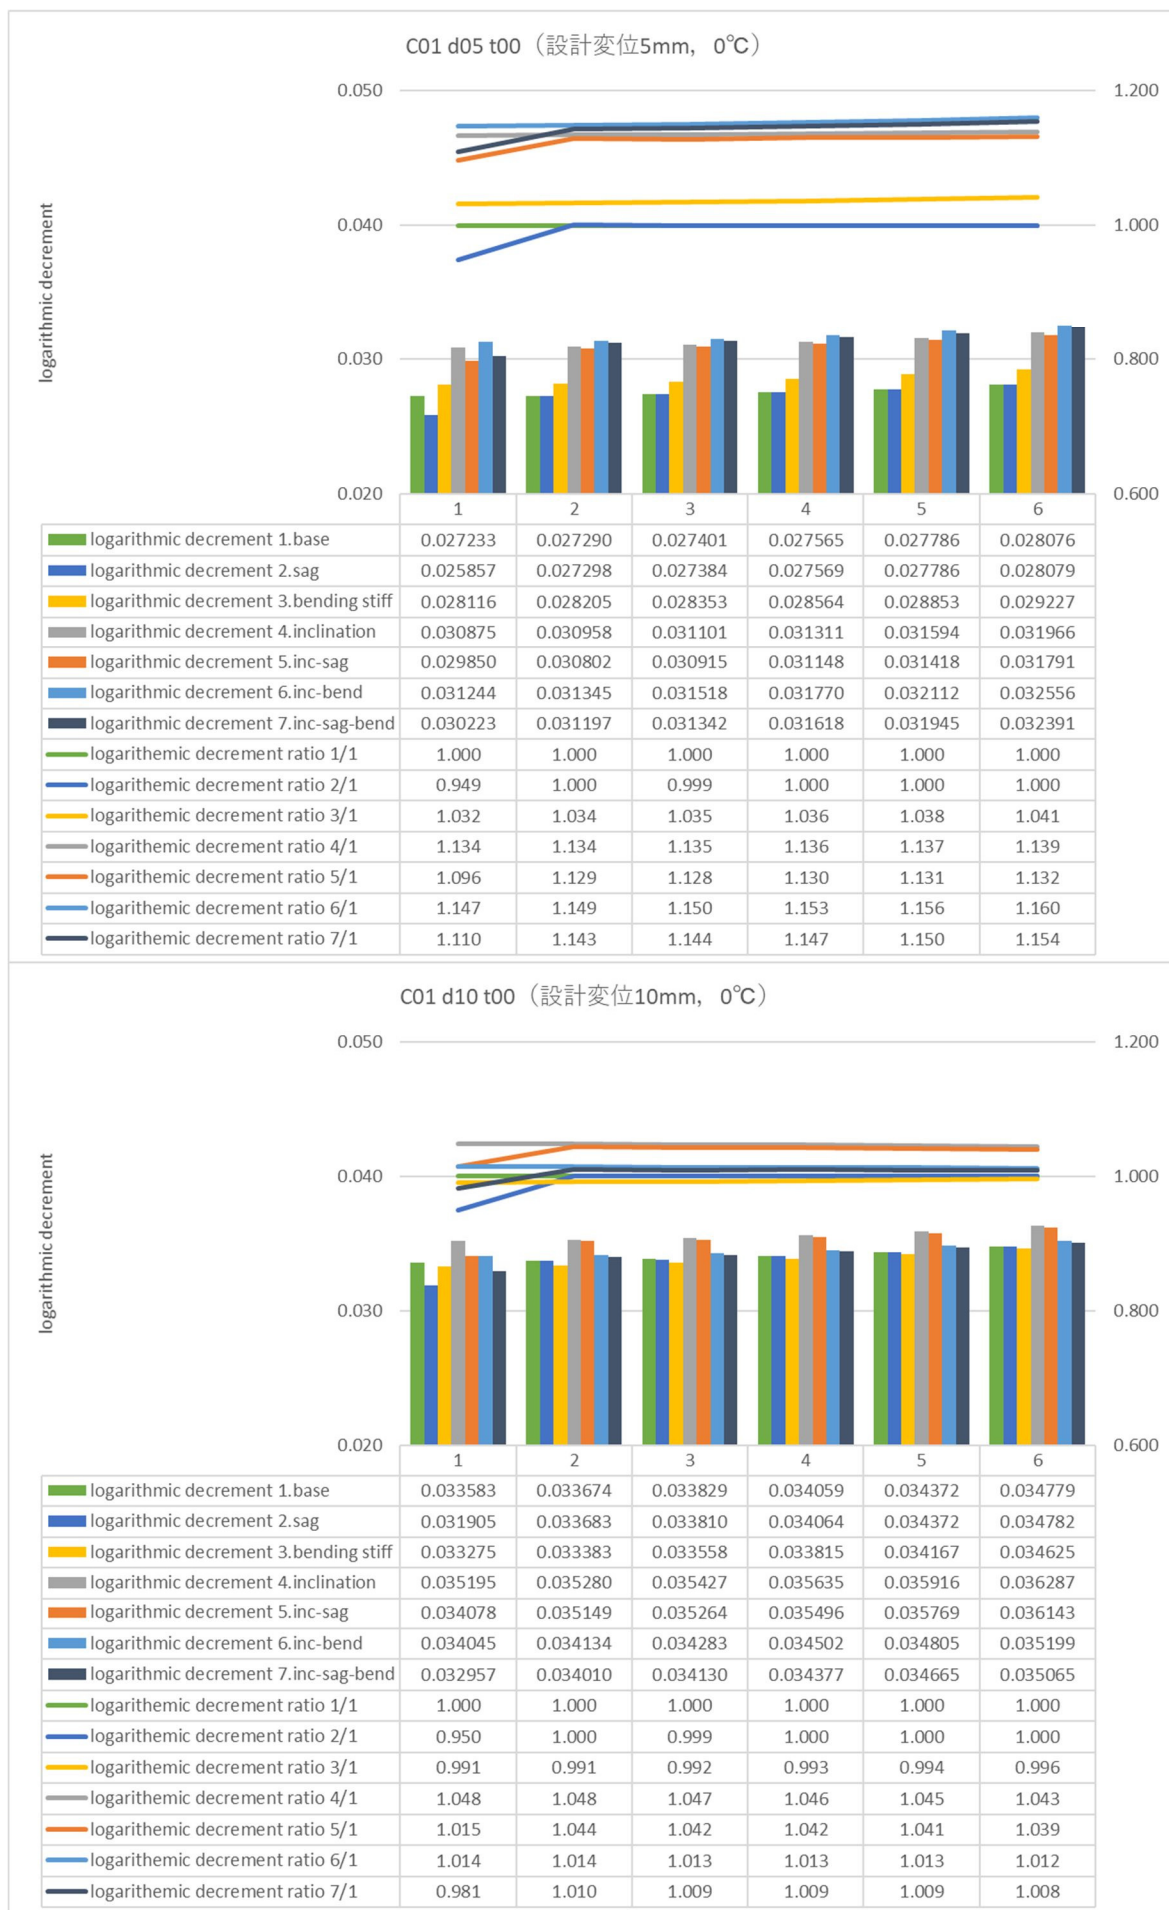 C01 d05 t00（設計変位5mm，0℃）
0.050 1.200
0.040 1.000
0.030 0.800
0.020 0.600
logarithmic decrement
1 2 3 4 5 6
logarithmic decrement 1.base 0.027233 0.027290 0.027401 0.027565 0.027786 0.028076
logarithmic decrement 2.sag 0.025857 0.027298 0.027384 0.027569 0.027786 0.028079
logarithmic decrement 3.bending stiff 0.028116 0.028205 0.028353 0.028564 0.028853 0.029227
logarithmic decrement 4.inclination 0.030875 0.030958 0.031101 0.031311 0.031594 0.031966
logarithmic decrement 5.inc-sag 0.029850 0.030802 0.030915 0.031148 0.031418 0.031791
logarithmic decrement 6.inc-bend 0.031244 0.031345 0.031518 0.031770 0.032112 0.032556
logarithmic decrement 7.inc-sag-bend 0.030223 0.031197 0.031342 0.031618 0.031945 0.032391
logarithemic decrement ratio 1/1 1.000 1.000 1.000 1.000 1.000 1.000
logarithemic decrement ratio 2/1 0.949 1.000 0.999 1.000 1.000 1.000
logarithemic decrement ratio 3/1 1.032 1.034 1.035 1.036 1.038 1.041
logarithemic decrement ratio 4/1 1.134 1.134 1.135 1.136 1.137 1.139
logarithemic decrement ratio 5/1 1.096 1.129 1.128 1.130 1.131 1.132
logarithemic decrement ratio 6/1 1.147 1.149 1.150 1.153 1.156 1.160
logarithemic decrement ratio 7/1 1.110 1.143 1.144 1.147 1.150 1.154
C01 d10 t00（設計変位10mm，0℃）
0.050 1.200
0.040 1.000
0.030 0.800
0.020 0.600
logarithmic decrement
1 2 3 4 5 6
logarithmic decrement 1.base 0.033583 0.033674 0.033829 0.034059 0.034372 0.034779
logarithmic decrement 2.sag 0.031905 0.033683 0.033810 0.034064 0.034372 0.034782
logarithmic decrement 3.bending stiff 0.033275 0.033383 0.033558 0.033815 0.034167 0.034625
logarithmic decrement 4.inclination 0.035195 0.035280 0.035427 0.035635 0.035916 0.036287
logarithmic decrement 5.inc-sag 0.034078 0.035149 0.035264 0.035496 0.035769 0.036143
logarithmic decrement 6.inc-bend 0.034045 0.034134 0.034283 0.034502 0.034805 0.035199
logarithmic decrement 7.inc-sag-bend 0.032957 0.034010 0.034130 0.034377 0.034665 0.035065
logarithemic decrement ratio 1/1 1.000 1.000 1.000 1.000 1.000 1.000
logarithemic decrement ratio 2/1 0.950 1.000 0.999 1.000 1.000 1.000
logarithemic decrement ratio 3/1 0.991 0.991 0.992 0.993 0.994 0.996
logarithemic decrement ratio 4/1 1.048 1.048 1.047 1.046 1.045 1.043
logarithemic decrement ratio 5/1 1.015 1.044 1.042 1.042 1.041 1.039
logarithemic decrement ratio 6/1 1.014 1.014 1.013 1.013 1.013 1.012
logarithemic decrement ratio 7/1 0.981 1.010 1.009 1.009 1.009 1.008